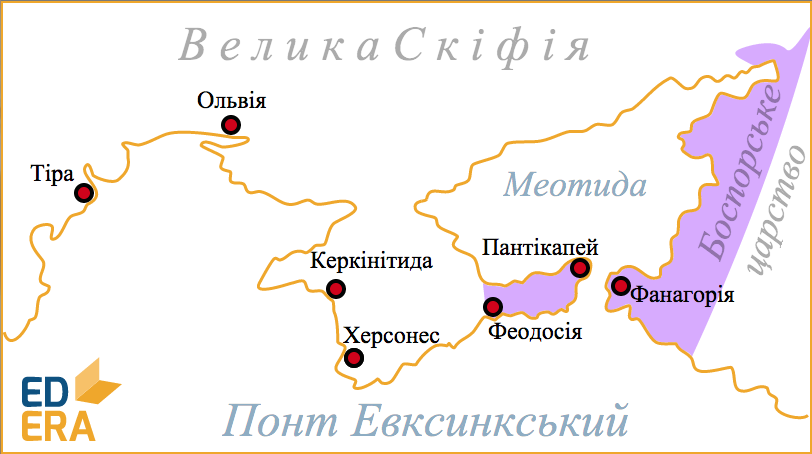 Велика Скіфія
Ольвія
Тіра
Меотида
Боспорське
царство
Пантікапей
Керкінітида
Фанагорія
Феодосія
Херсонес
Понт Евксинкський
ED
ERA